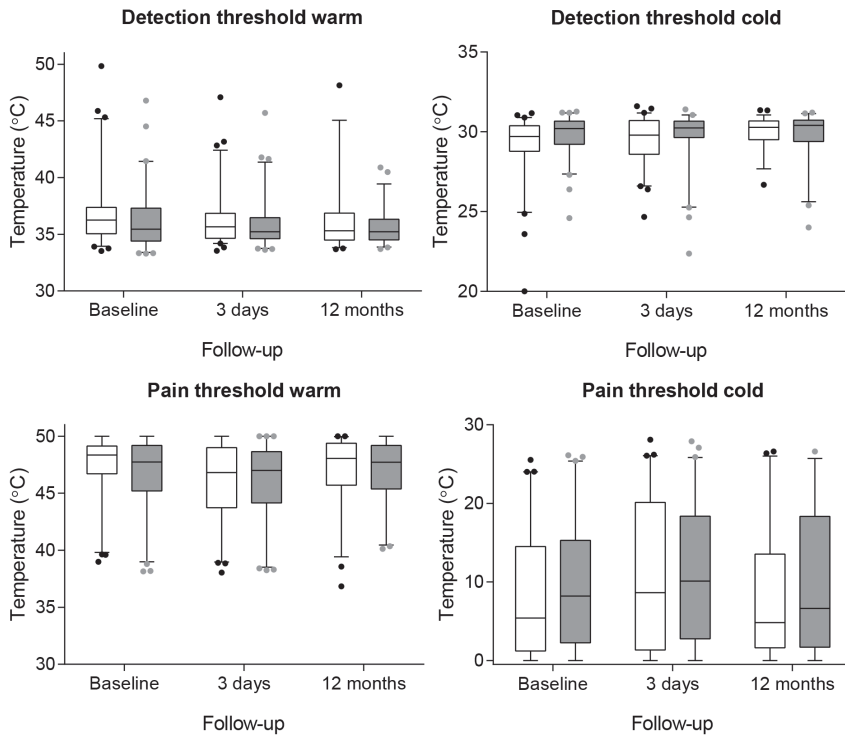 Detection threshold warm
Temperature (°C)
50
45
40
35
30
Baseline
3 days
12 months
Follow-up
Detection threshold cold
Temperature (°C)
35
30
25
20
Baseline
3 days
12 months
Follow-up
Pain threshold warm
Temperature (°C)
50
45
40
35
30
Baseline
3 days
12 months
Follow-up
Pain threshold cold
Temperature (°C)
30
20
10
0
Baseline
3 days
12 months
Follow-up